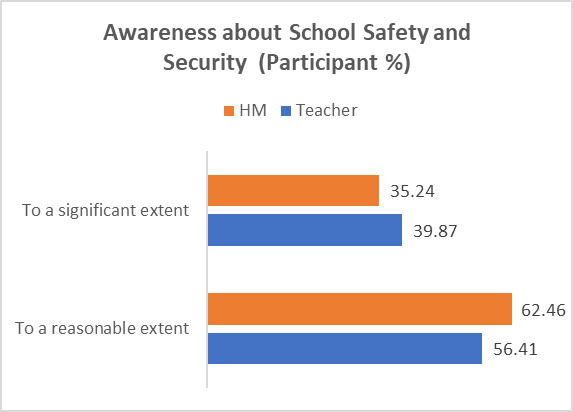 Awareness about School Safety and
Security (Participant %)
HM Teacher
To a significant extent
35.24
39.87
To a reasonable extent
62.46
56.41